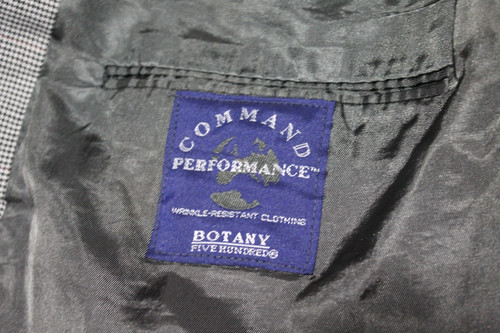 COMMAND
PERFORMANCE™
WRINKLE-RESISTANT CLOTHING
BOTANY
FIVE HUNDRED®